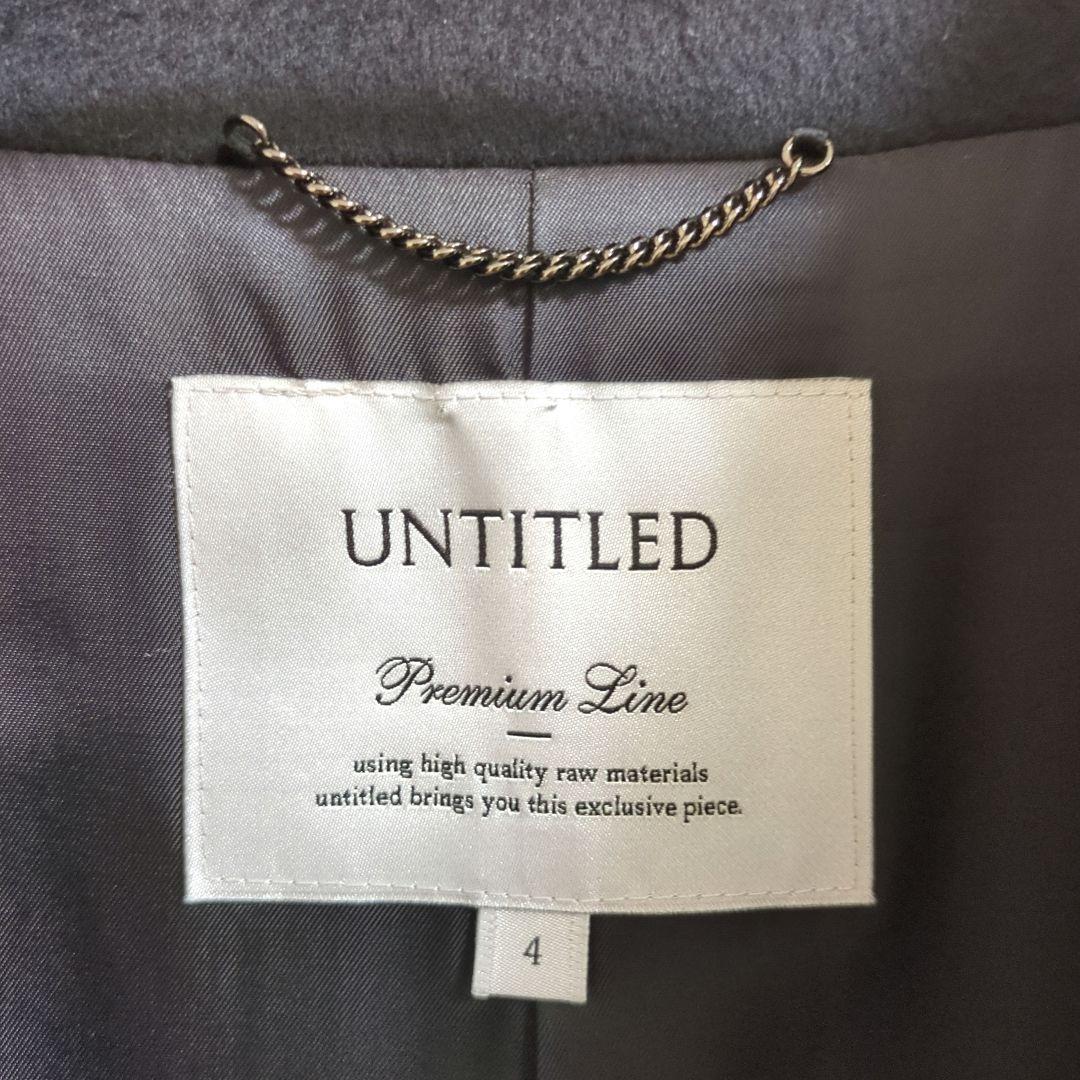 UNTITLED
Premium Line
using high quality raw materials
untitled brings you this exclusive piece.
4